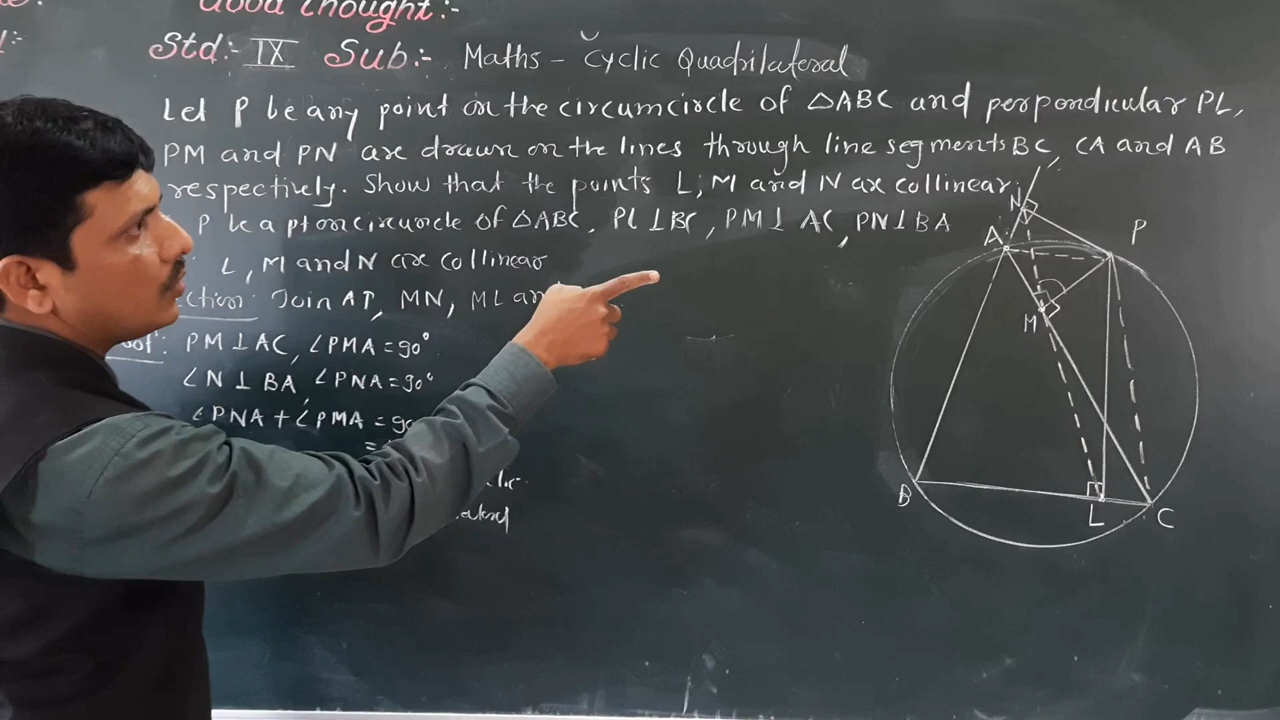 Good Thought:-
Std:- IX Sub:- Maths - Cyclic Quadrilateral
Let P be any point on the circumcircle of △ABC and perpendicular PL,
PM and PN are drawn on the lines through line segments BC, CA and AB
respectively. Show that the points L, M and N are collinear.
P be a pt on circumcircle of △ABC, PL ⊥ BC, PM ⊥ AC, PN ⊥ BA
L, M and N are collinear
Join AP, MN, ML
PM ⊥ AC, ∠PMA = 90°
∠N ⊥ BA, ∠PNA = 90°
∠PNA + ∠PMA = 90
=
N
A
P
M
B
L
C